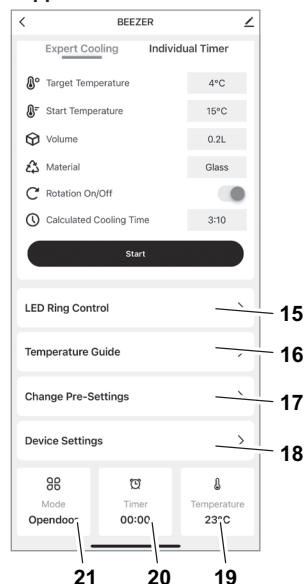 BEEZER
Expert Cooling Individual Timer
Target Temperature 4°C
Start Temperature 15°C
Volume 0.2L
Material Glass
Rotation On/Off
Calculated Cooling Time 3:10
Start
LED Ring Control
15
Temperature Guide
16
Change Pre-Settings
17
Device Settings
18
Mode Timer Temperature
Opendoor 00:00 23°C
21 20 19